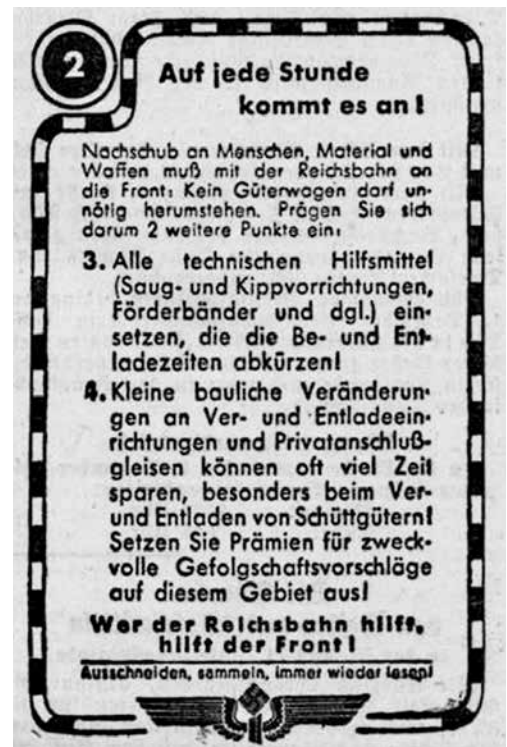 2
Auf jede Stunde
kommt es an!
Nachschub an Menschen, Material und
Waffen muß mit der Reichsbahn an
die Front: Kein Güterwagen darf un-
nötig herumstehen. Prägen Sie sich
darum 2 weitere Punkte ein:
3. Alle technischen Hilfsmittel
(Saug- und Kippvorrichtungen,
Förderbänder und dgl.) ein-
setzen, die die Be- und Ent-
ladezeiten abkürzen!
4. Kleine bauliche Veränderun-
gen an Ver- und Entladeein-
richtungen und Privatanschluß-
gleisen können oft viel Zeit
sparen, besonders beim Ver-
und Entladen von Schüttgütern!
Setzen Sie Prämien für zweck-
volle Gefolgschaftsvorschläge
auf diesem Gebiet aus!
Wer der Reichsbahn hilft,
hilft der Front!
Ausschneiden, sammeln, immer wieder lesen!